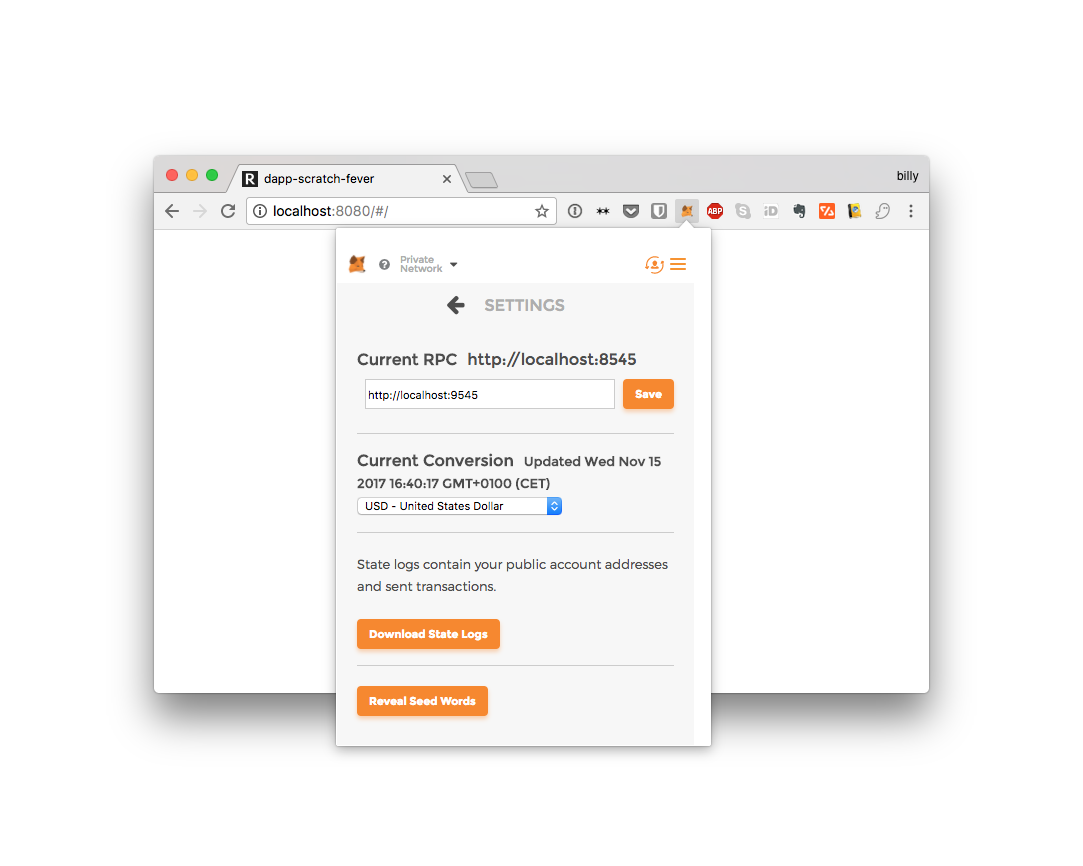 dapp-scratch-fever
billy
localhost:8080/#/
ABP
S
iD
Private
Network
SETTINGS
Current RPC http://localhost:8545
http://localhost:9545
Save
Current Conversion Updated Wed Nov 15
2017 16:40:17 GMT+0100 (CET)
USD - United States Dollar
State logs contain your public account addresses
and sent transactions.
Download State Logs
Reveal Seed Words